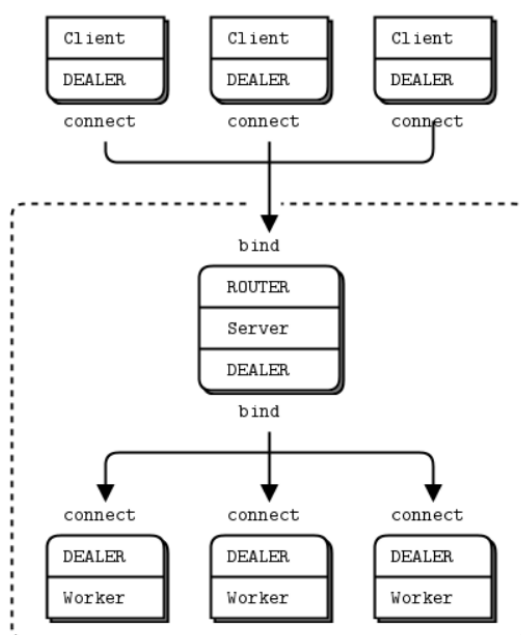 Client Client Client
DEALER DEALER DEALER
connect connect connect
bind
ROUTER
Server
DEALER
bind
connect connect connect
DEALER DEALER DEALER
Worker Worker Worker